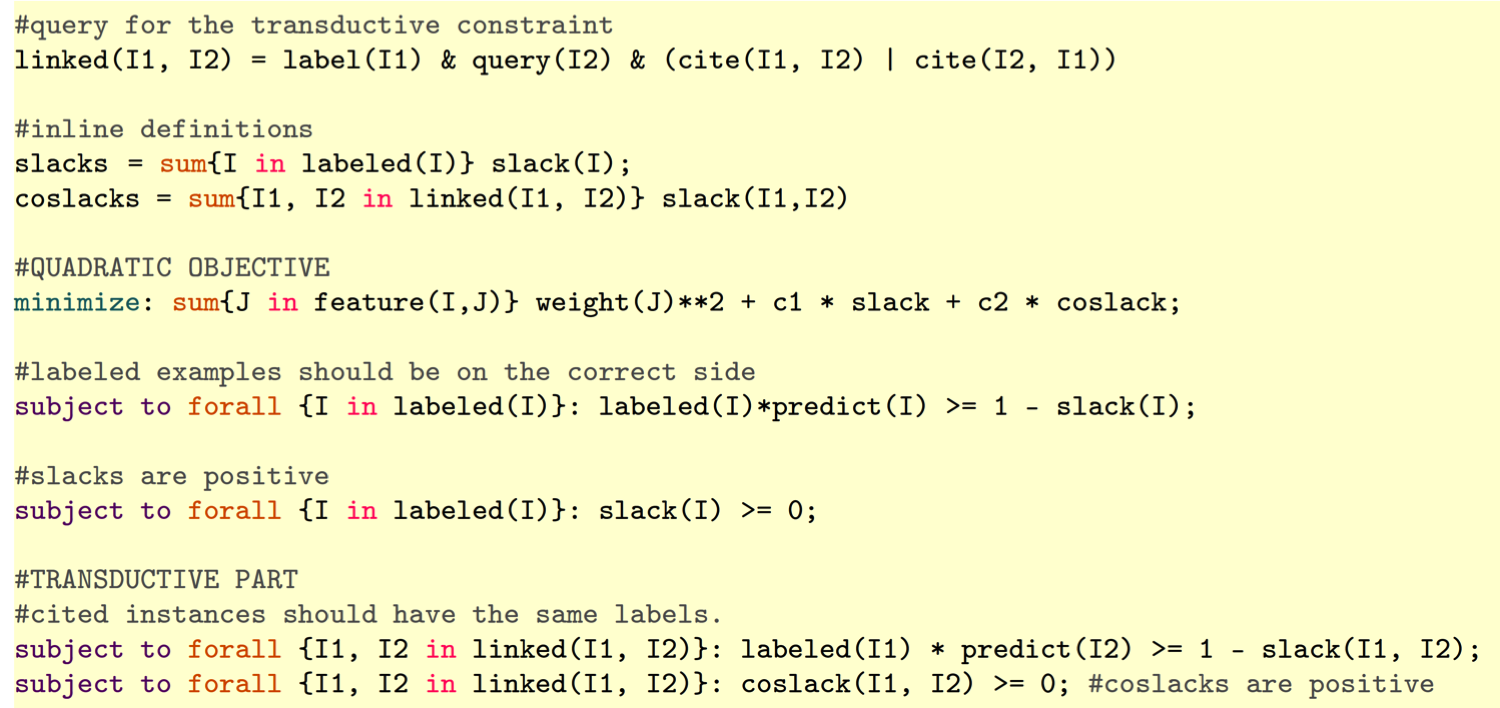 #query for the transductive constraint
linked(I1, I2) = label(I1) & query(I2) & (cite(I1, I2) | cite(I2, I1))
#inline definitions
slacks = sum{I in labeled(I)} slack(I);
coslacks = sum{I1, I2 in linked(I1, I2)} slack(I1,I2)
#QUADRATIC OBJECTIVE
minimize: sum{J in feature(I,J)} weight(J)**2 + c1 * slack + c2 * coslack;
#labeled examples should be on the correct side
subject to forall {I in labeled(I)}: labeled(I)*predict(I) >= 1 - slack(I);
#slacks are positive
subject to forall {I in labeled(I)}: slack(I) >= 0;
#TRANSDUCTIVE PART
#cited instances should have the same labels.
subject to forall {I1, I2 in linked(I1, I2)}: labeled(I1) * predict(I2) >= 1 - slack(I1, I2);
subject to forall {I1, I2 in linked(I1, I2)}: coslack(I1, I2) >= 0; #coslacks are positive